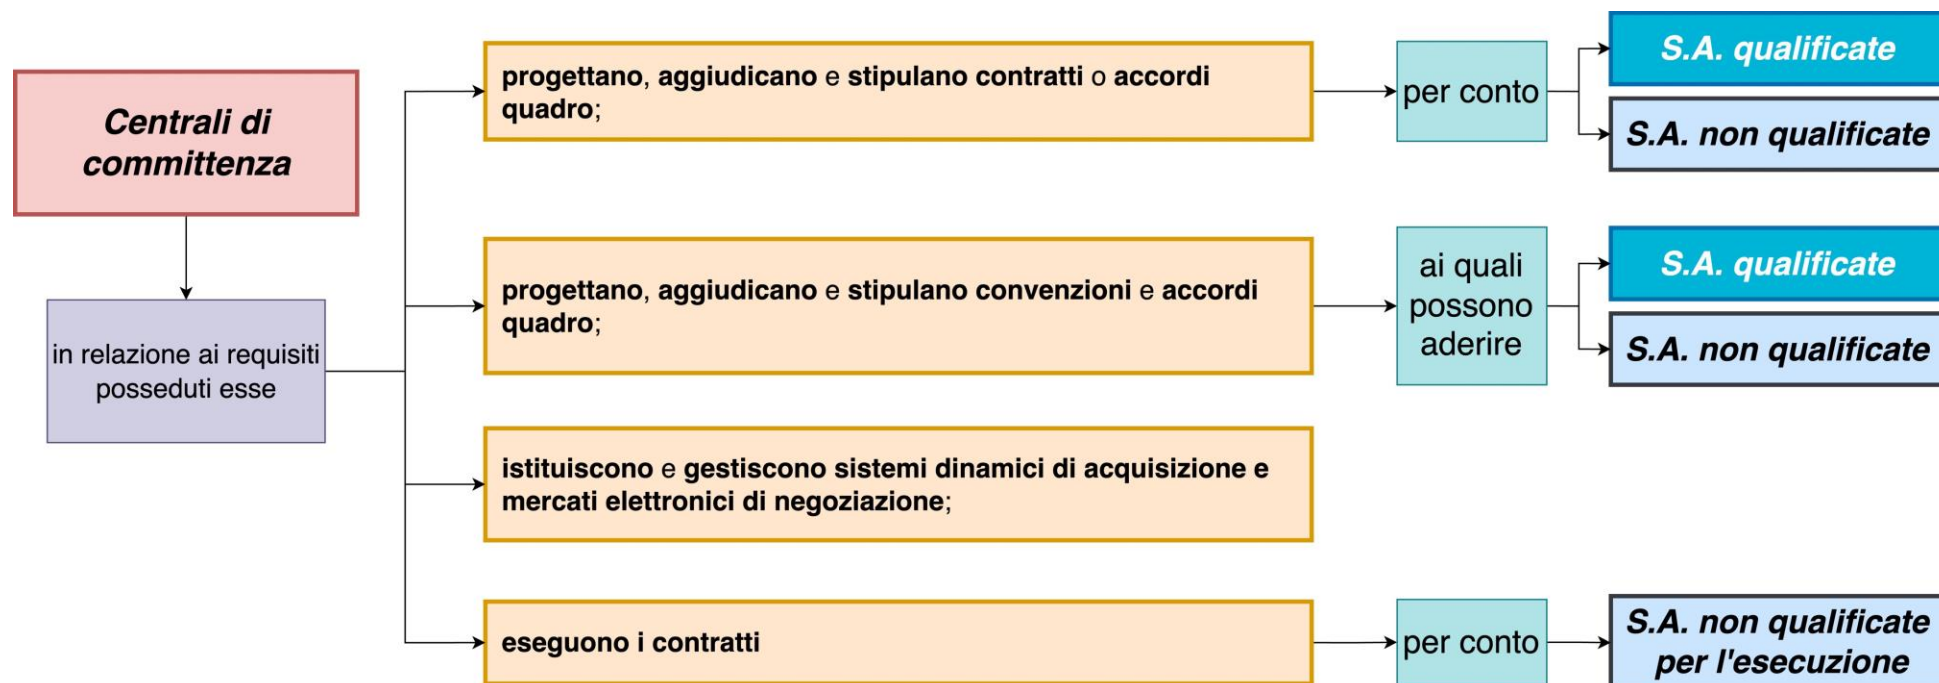 Centrali di
committenza
in relazione ai requisiti
posseduti esse
progettano, aggiudicano e stipulano contratti o accordi
quadro;
per conto
S.A. qualificate
S.A. non qualificate
progettano, aggiudicano e stipulano convenzioni e accordi
quadro;
ai quali
possono
aderire
S.A. qualificate
S.A. non qualificate
istituiscono e gestiscono sistemi dinamici di acquisizione e
mercati elettronici di negoziazione;
eseguono i contratti
per conto
S.A. non qualificate
per l'esecuzione